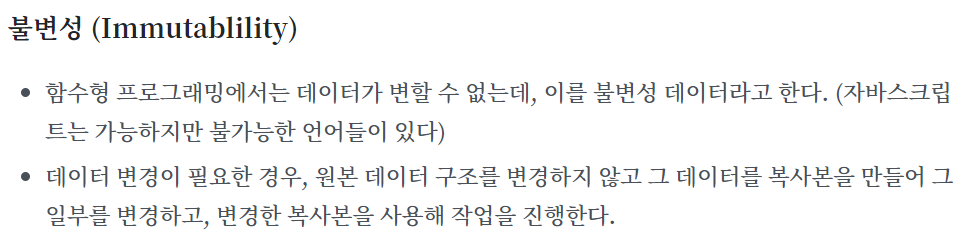 불변성 (Immutablility)
• 함수형 프로그래밍에서는 데이터가 변할 수 없는데, 이를 불변성 데이터라고 한다. (자바스크립
트는 가능하지만 불가능한 언어들이 있다)
• 데이터 변경이 필요한 경우, 원본 데이터 구조를 변경하지 않고 그 데이터를 복사본을 만들어 그
일부를 변경하고, 변경한 복사본을 사용해 작업을 진행한다.